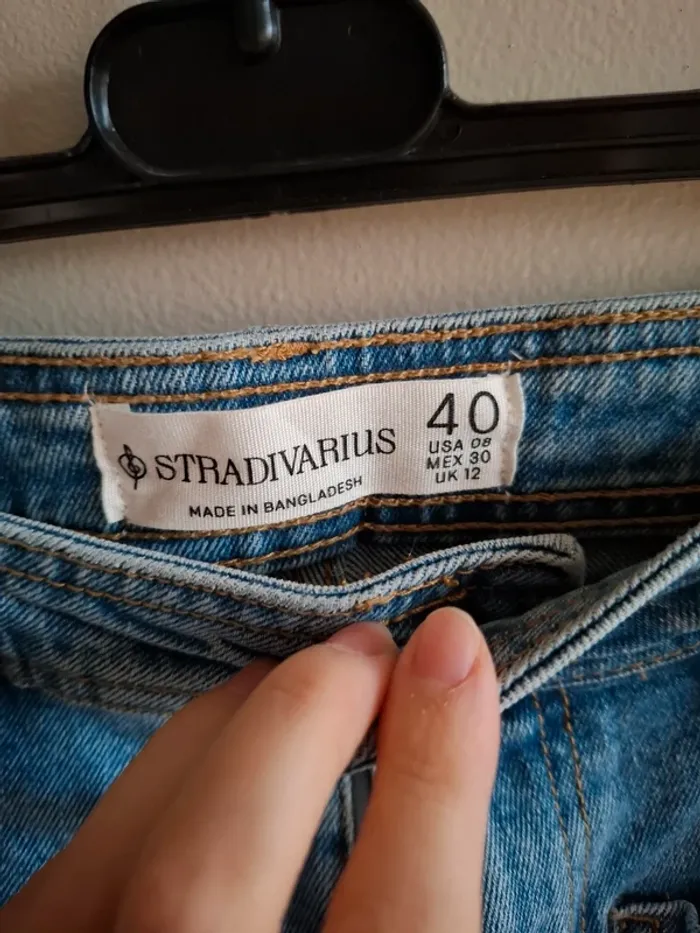 STRADIVARIUS
MADE IN BANGLADESH
40
USA 08
MEX 30
UK 12